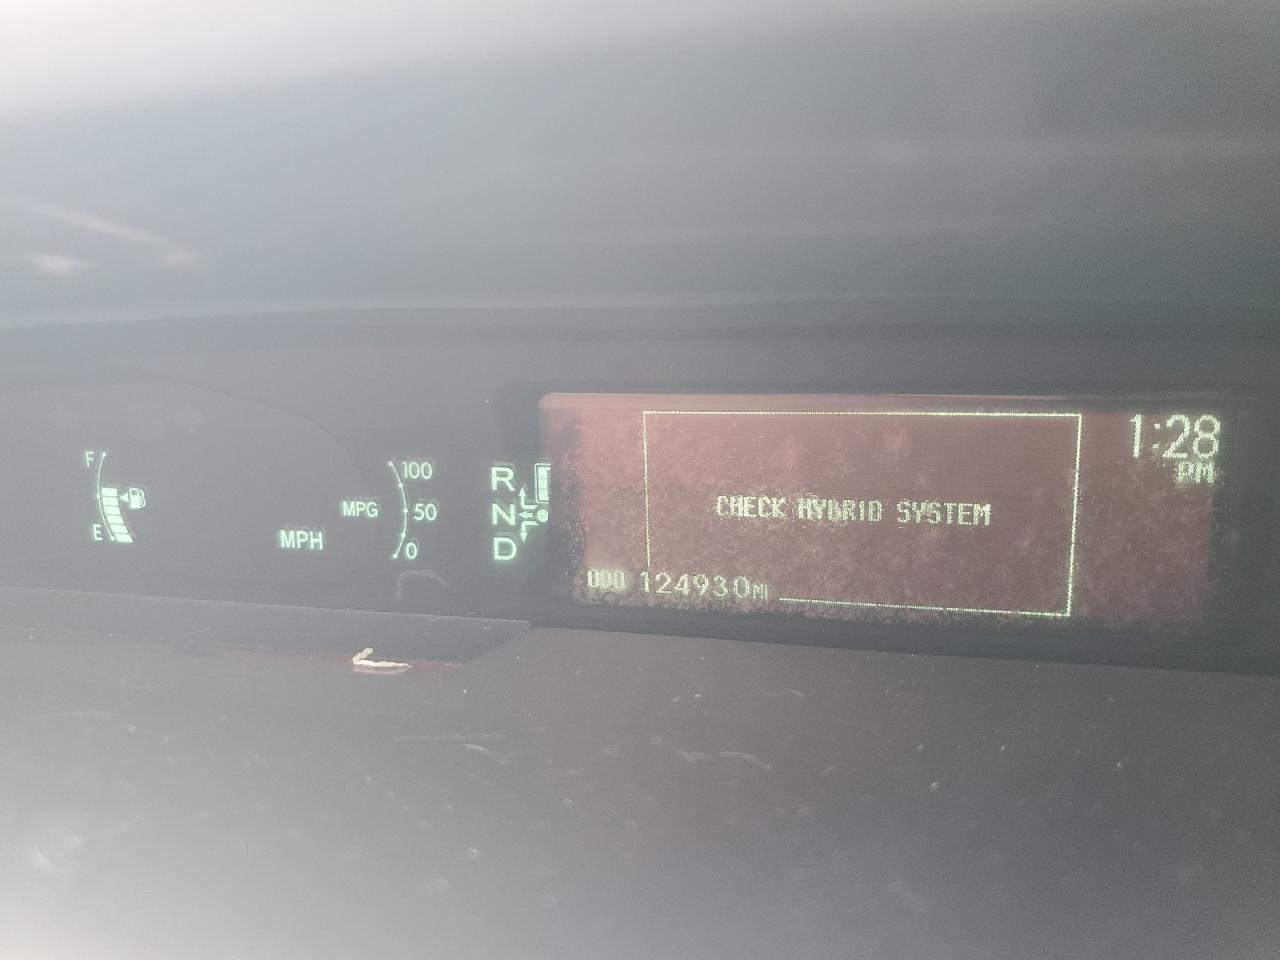 F
E
MPH
100
MPG 50
0
R
N
D
CHECK HYBRID SYSTEM
1:28
PM
ODO 124930MI